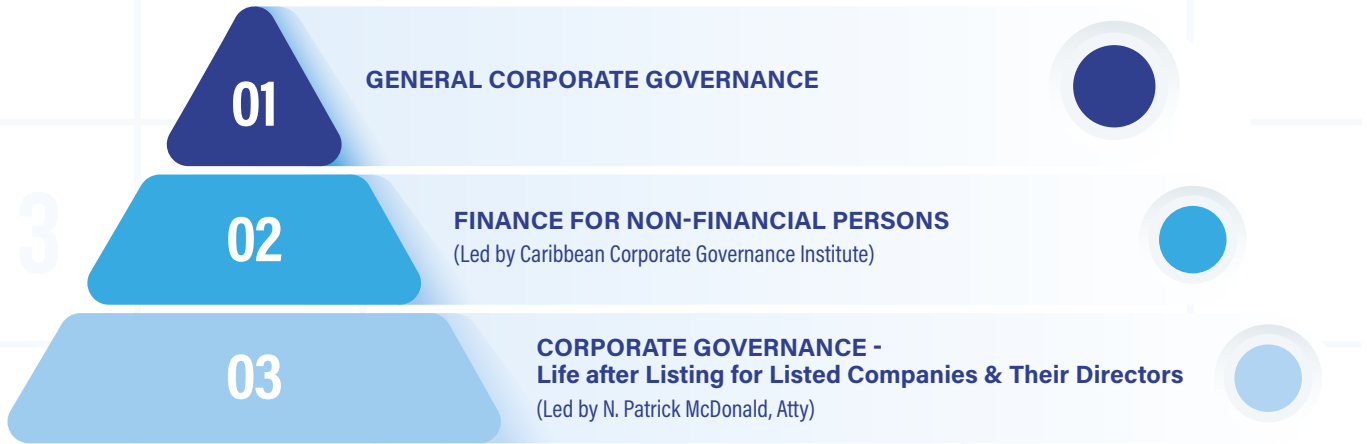 01
GENERAL CORPORATE GOVERNANCE
3
02
FINANCE FOR NON-FINANCIAL PERSONS
(Led by Caribbean Corporate Governance Institute)
03
CORPORATE GOVERNANCE -
Life after Listing for Listed Companies & Their Directors
(Led by N. Patrick McDonald, Atty)